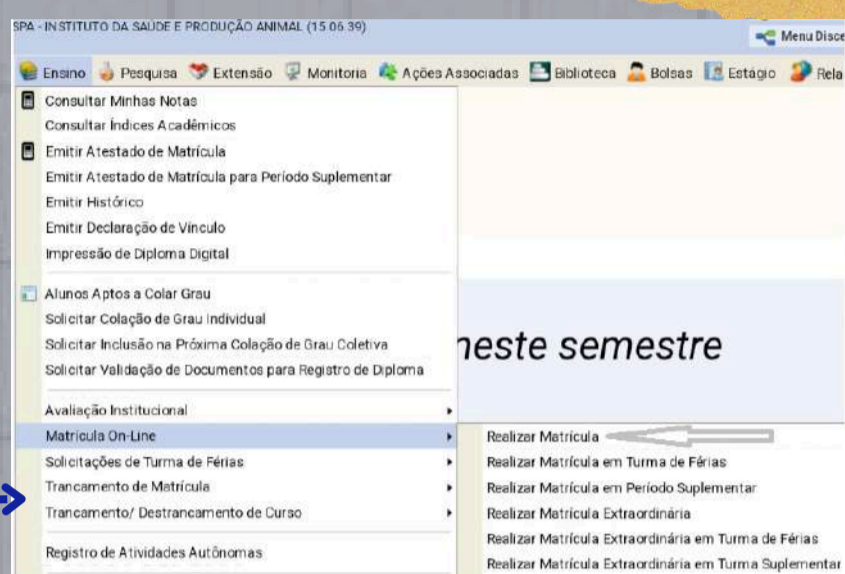 SPA - INSTITUTO DA SAÚDE E PRODUÇÃO ANIMAL (15.06.39)
Menu Disce
Ensino Pesquisa Extensão Monitoria Ações Associadas Biblioteca Bolsas Estágio Rela
Consultar Minhas Notas
Consultar Índices Acadêmicos
Emitir Atestado de Matrícula
Emitir Atestado de Matrícula para Período Suplementar
Emitir Histórico
Emitir Declaração de Vínculo
Impressão de Diploma Digital
Alunos Aptos a Colar Grau
Solicitar Colação de Grau Individual
Solicitar Inclusão na Próxima Colação de Grau Coletiva
Solicitar Validação de Documentos para Registro de Diploma
neste semestre
Avaliação Institucional
Matrícula On-Line
Solicitações de Turma de Férias
Trancamento de Matrícula
Trancamento/ Destrancamento de Curso
Registro de Atividades Autônomas
Realizar Matrícula
Realizar Matrícula em Turma de Férias
Realizar Matrícula em Período Suplementar
Realizar Matrícula Extraordinária
Realizar Matrícula Extraordinária em Turma de Férias
Realizar Matrícula Extraordinária em Turma Suplementar